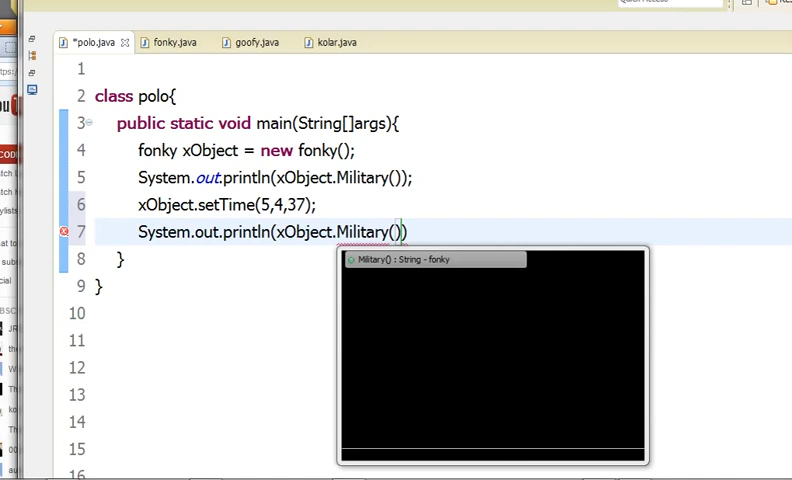 *polo.java
fonky.java
goofy.java
kolar.java
1
2 class polo{
3 public static void main(String[]args){
4 fonky xObject = new fonky();
5 System.out.println(xObject.Military());
6 xObject.setTime(5,4,37);
7 System.out.println(xObject.Military())
Military() : String - fonky
8 }
9 }
10
11
12
13
14
15
16